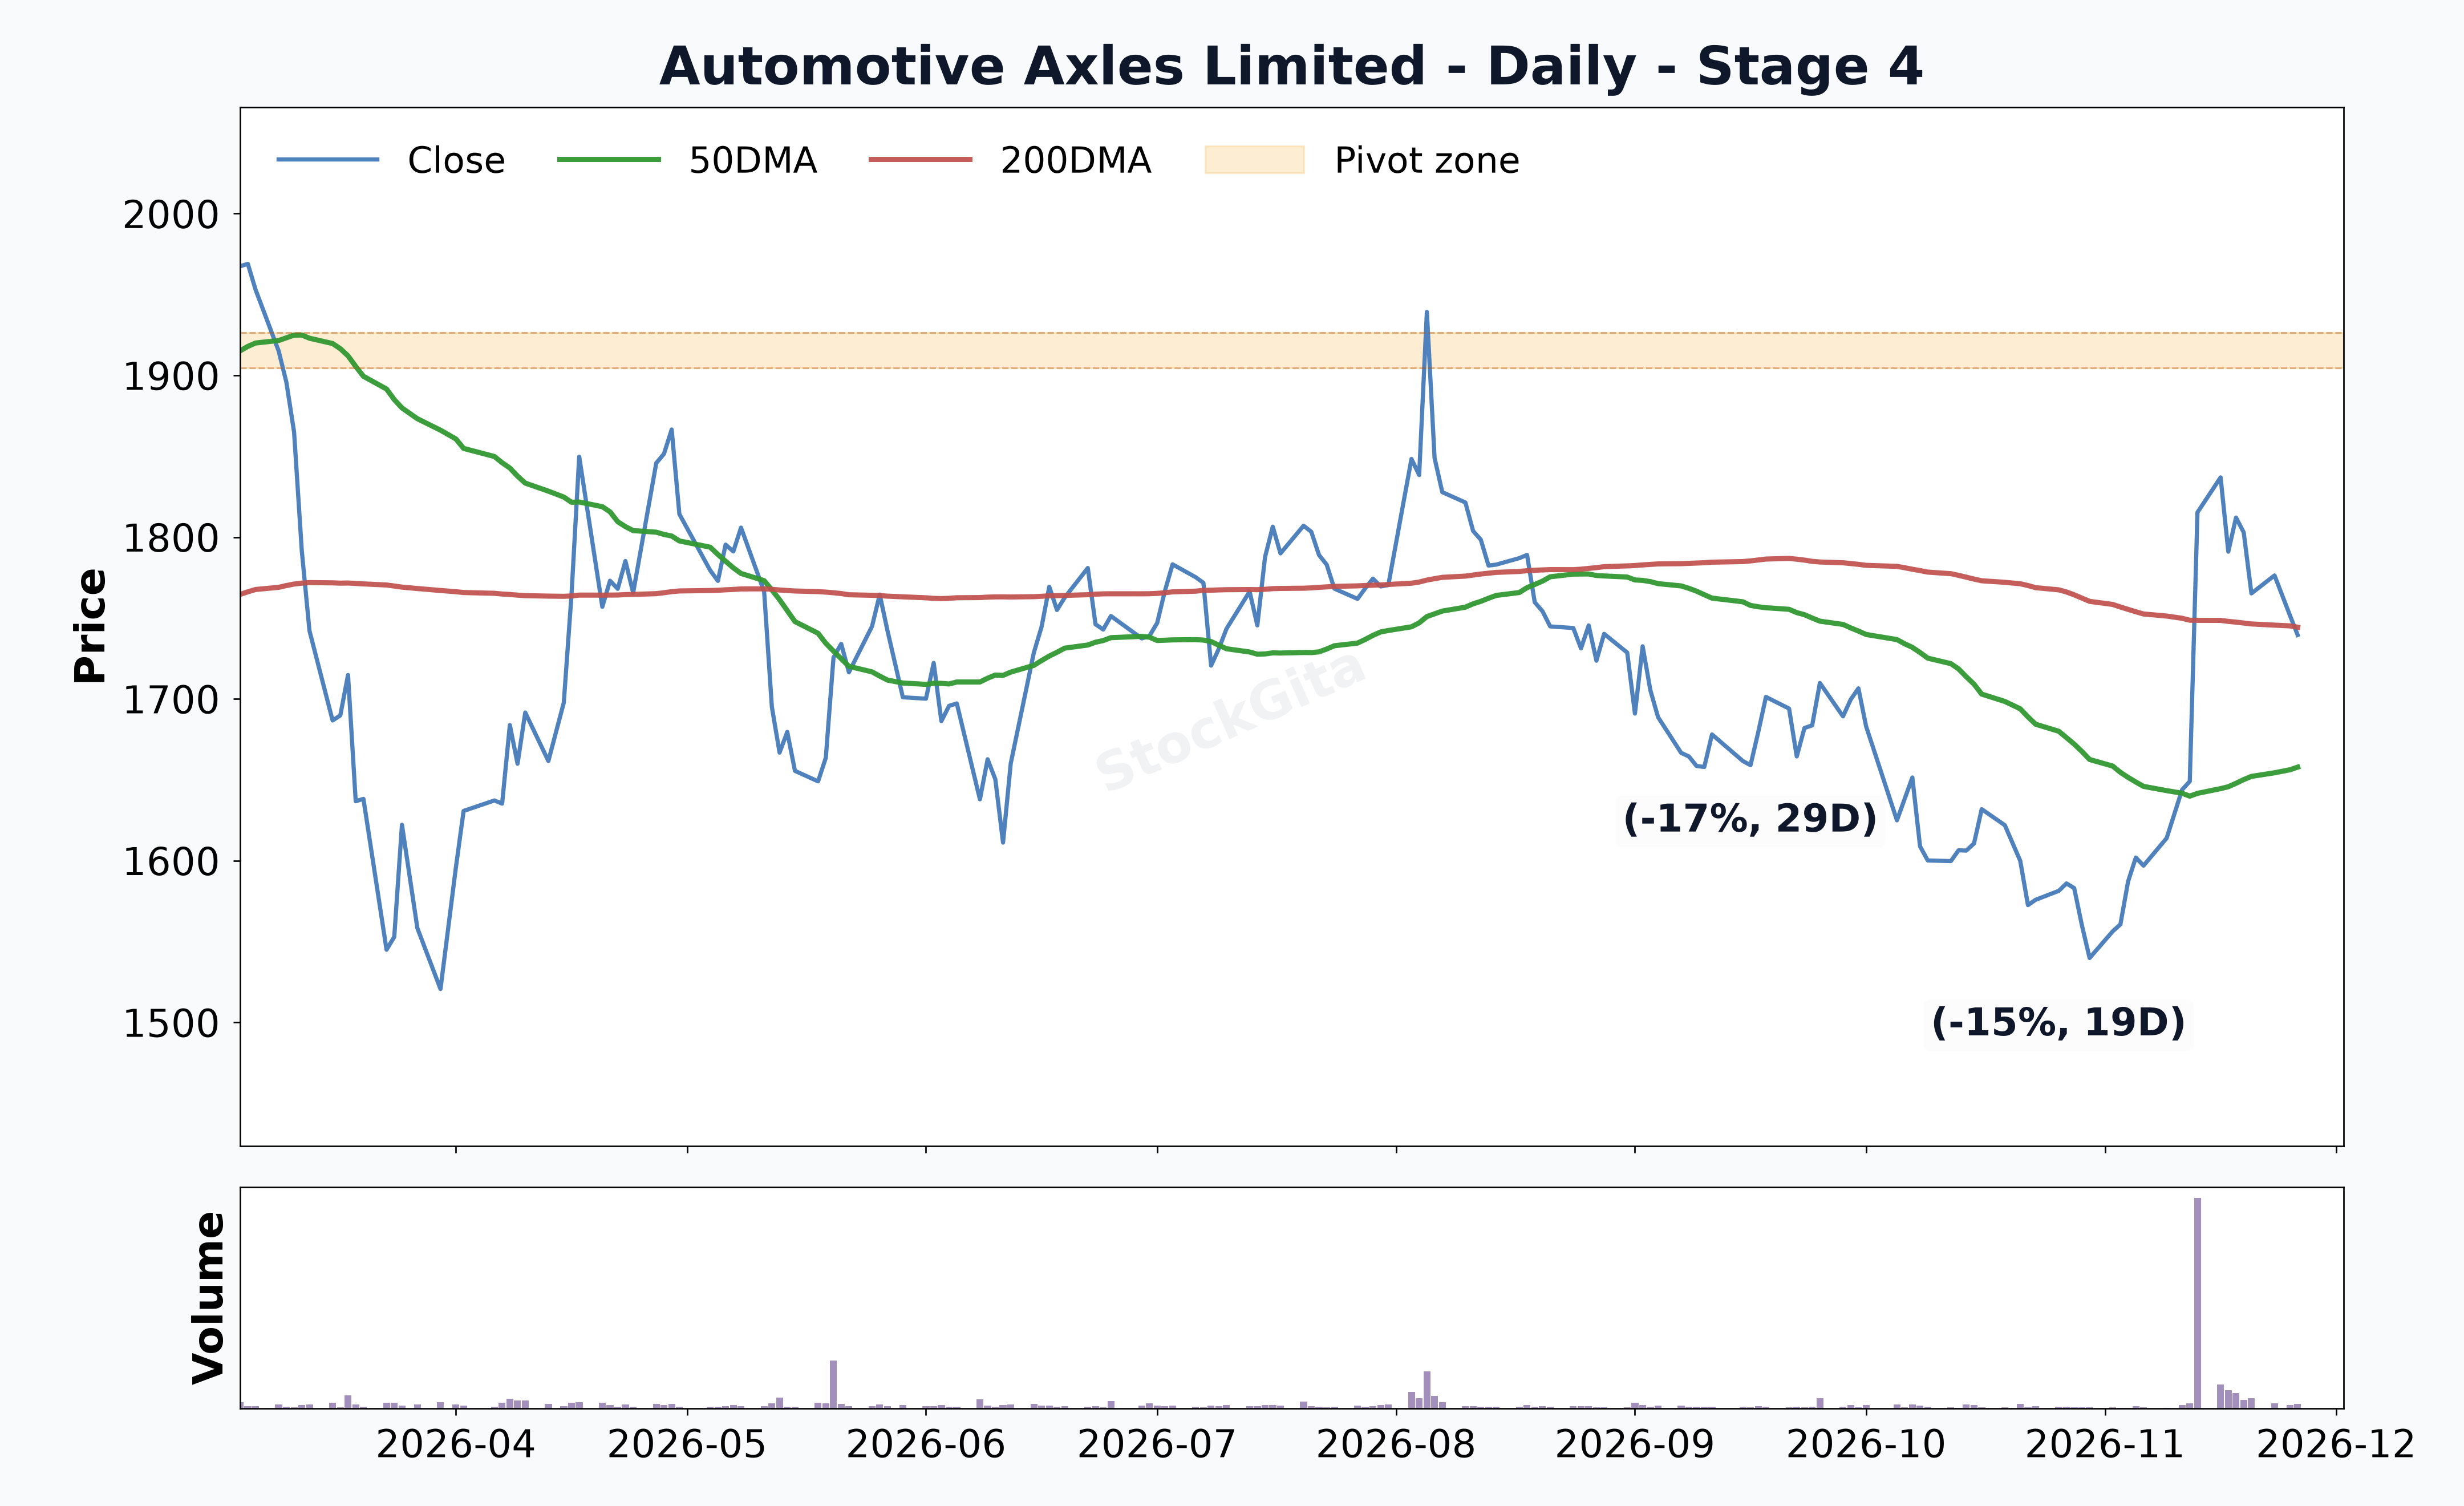 Automotive Axles Limited - Daily - Stage 4
Close 50DMA 200DMA Pivot zone
Price
2000
1900
1800
1700
1600
1500
StockGita
(-17%, 29D)
(-15%, 19D)
Volume
2026-04 2026-05 2026-06 2026-07 2026-08 2026-09 2026-10 2026-11 2026-12